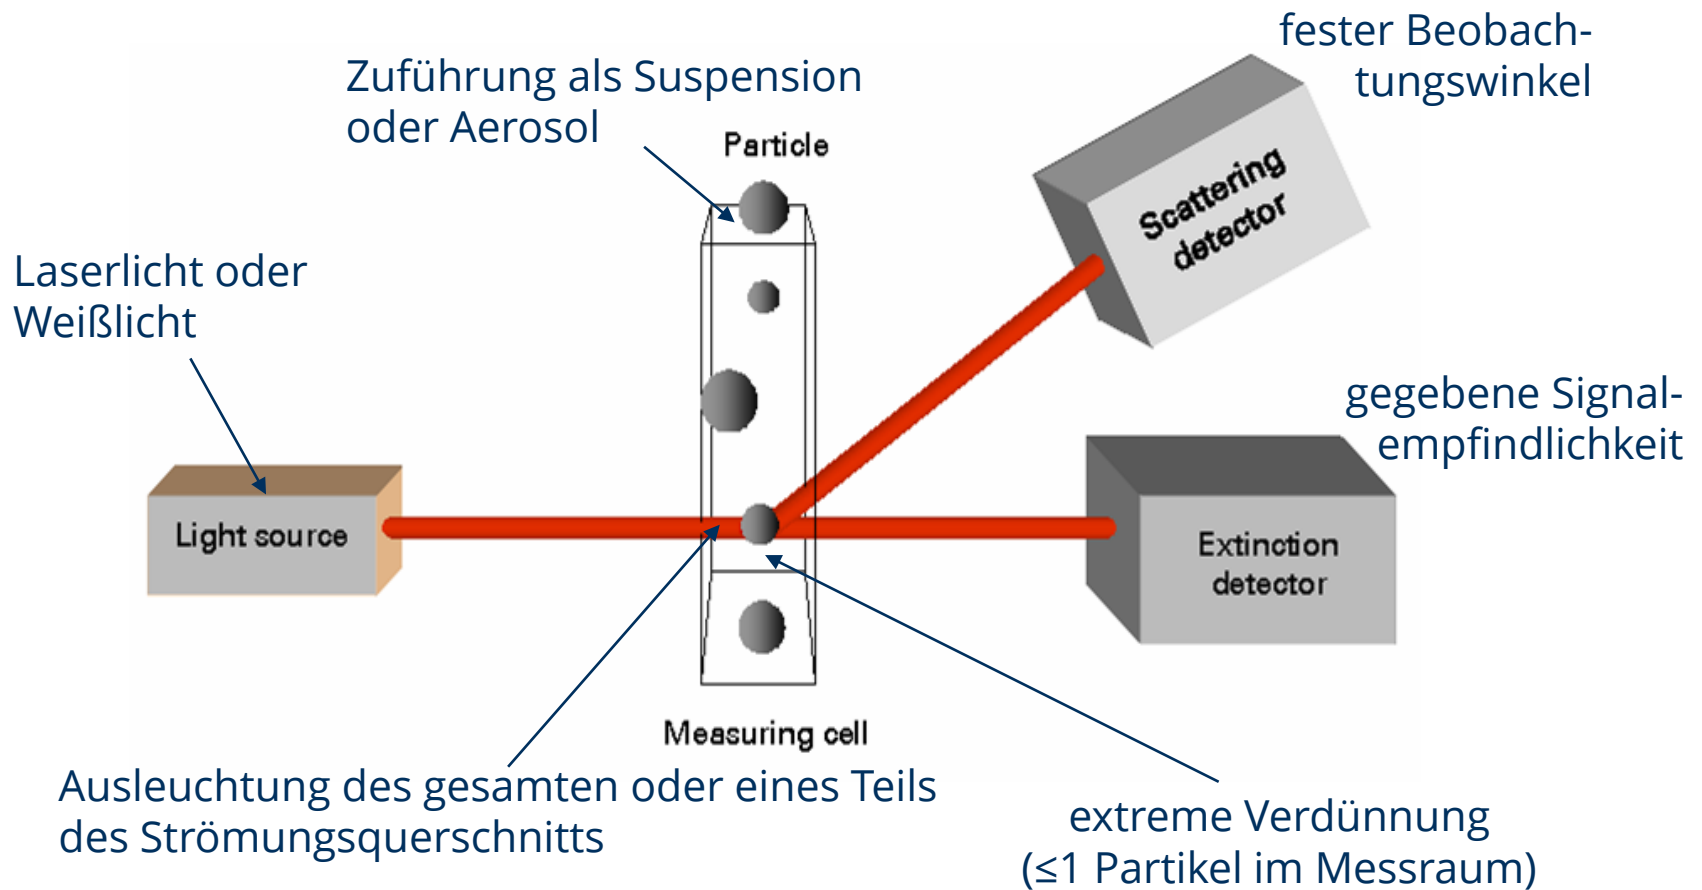 fester Beobach-
tungswinkel
Zuführung als Suspension
oder Aerosol
Particle
Scattering
detector
Laserlicht oder
Weißlicht
gegebene Signal-
empfindlichkeit
Light source
Extinction
detector
Measuring cell
Ausleuchtung des gesamten oder eines Teils
des Strömungsquerschnitts
extreme Verdünnung
(≤1 Partikel im Messraum)